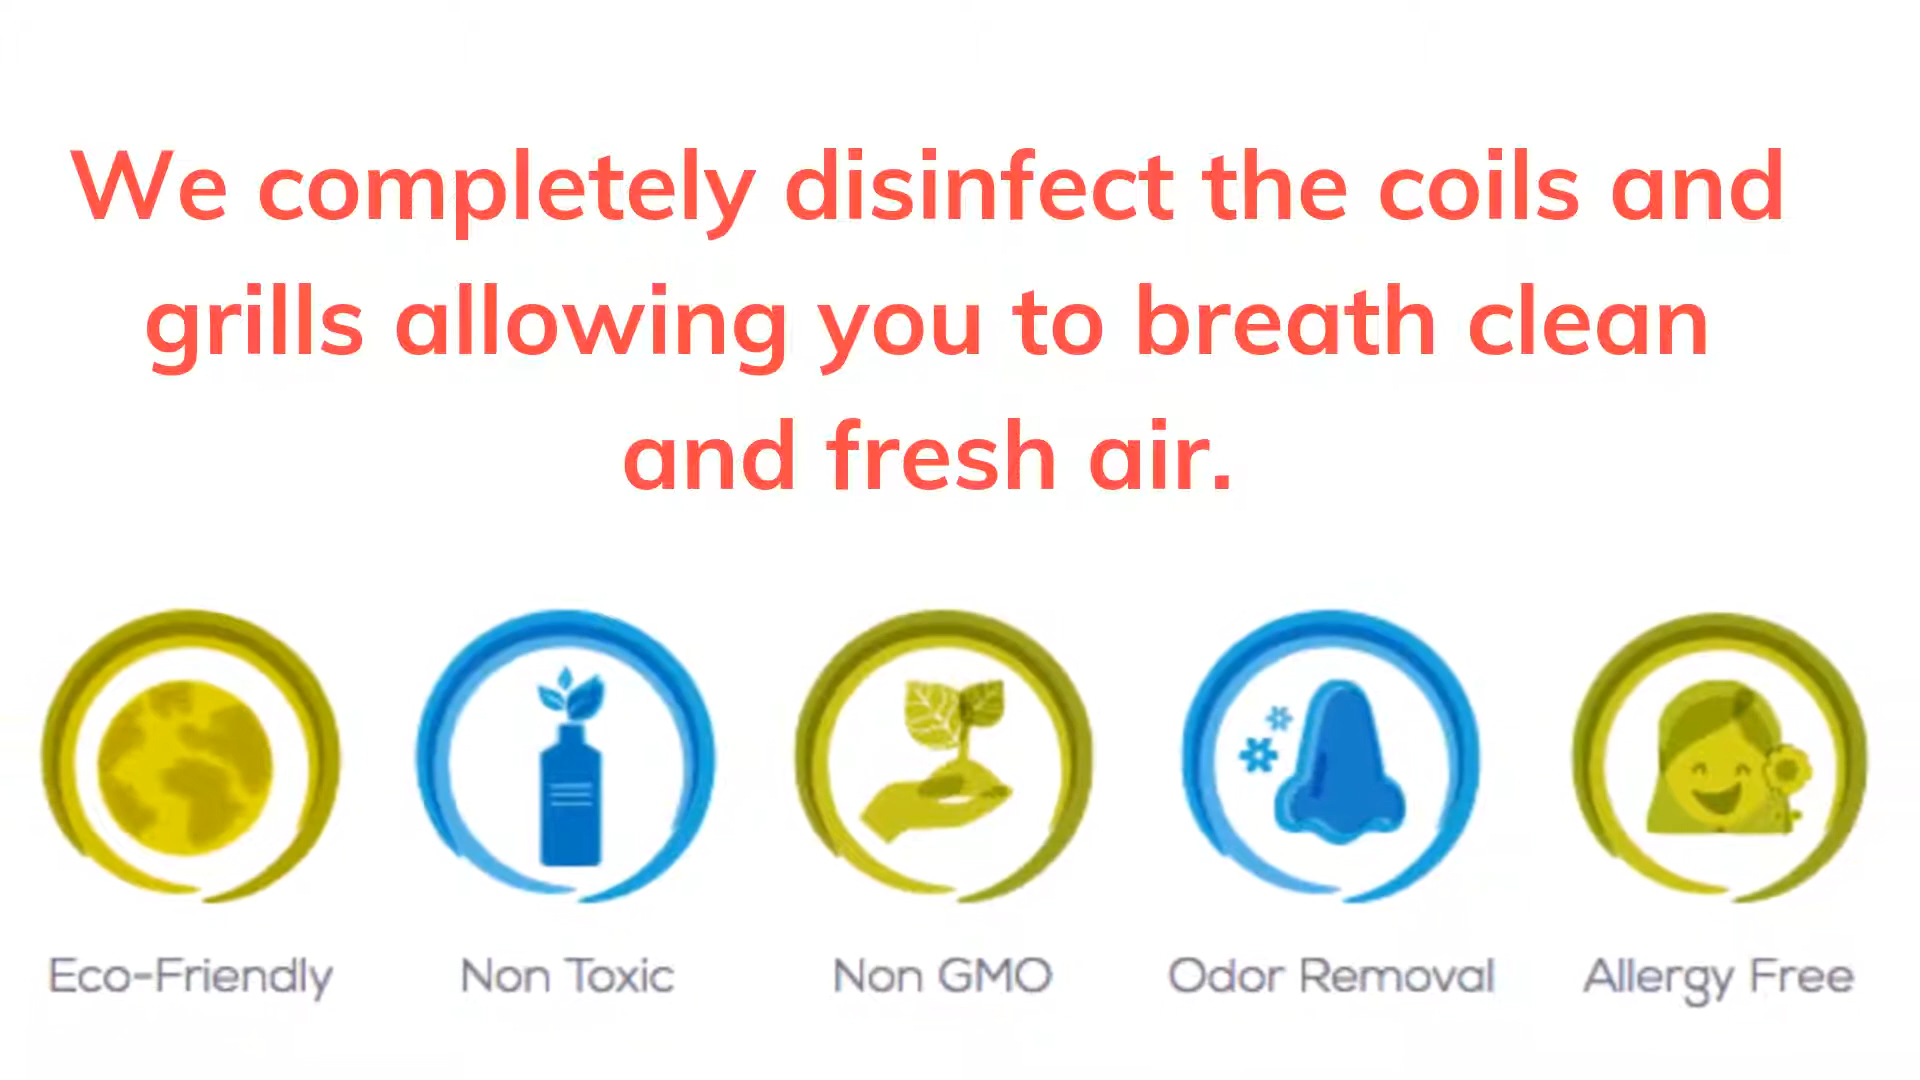 We completely disinfect the coils and
grills allowing you to breath clean
and fresh air.
Eco-Friendly
Non Toxic
Non GMO
Odor Removal
Allergy Free